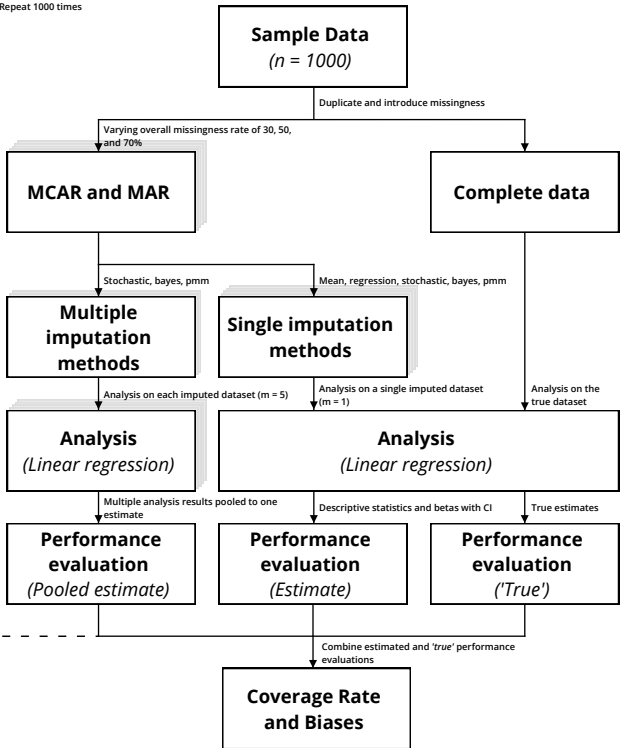 Repeat 1000 times
Sample Data
(n = 1000)
Duplicate and introduce missingness
Varying overall missingness rate of 30, 50,
and 70%
MCAR and MAR
Complete data
Stochastic, bayes, pmm
Mean, regression, stochastic, bayes, pmm
Multiple
imputation
methods
Single imputation
methods
Analysis on each imputed dataset (m = 5)
Analysis on a single imputed dataset
(m = 1)
Analysis on the
true dataset
Analysis
(Linear regression)
Analysis
(Linear regression)
Multiple analysis results pooled to one
estimate
Descriptive statistics and betas with CI
True estimates
Performance
evaluation
(Pooled estimate)
Performance
evaluation
(Estimate)
Performance
evaluation
('True')
Combine estimated and 'true' performance
evaluations
Coverage Rate
and Biases